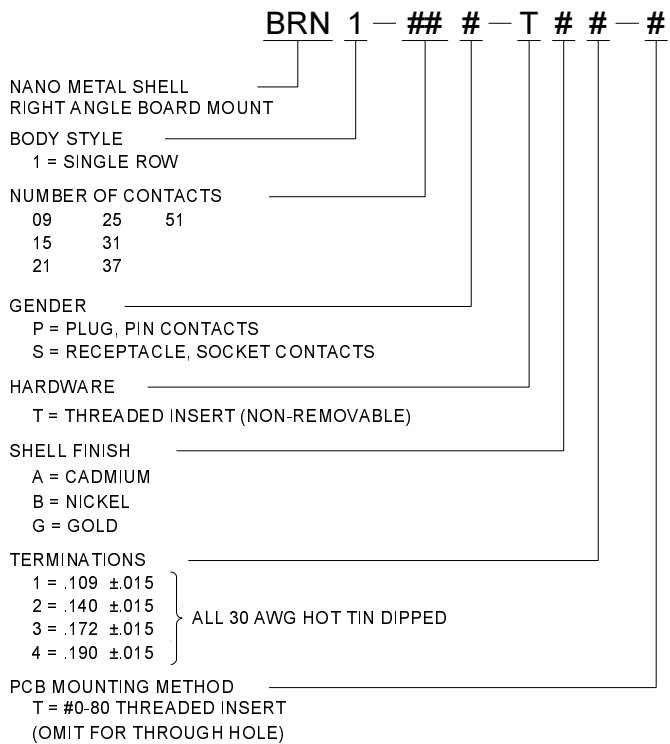 BRN 1 — ## # — T # # — #
NANO METAL SHELL
RIGHT ANGLE BOARD MOUNT
BODY STYLE
1 = SINGLE ROW
NUMBER OF CONTACTS
09 25 51
15 31
21 37
GENDER
P = PLUG, PIN CONTACTS
S = RECEPTACLE, SOCKET CONTACTS
HARDWARE
T = THREADED INSERT (NON-REMOVABLE)
SHELL FINISH
A = CADMIUM
B = NICKEL
G = GOLD
TERMINATIONS
1 = .109 ±.015
2 = .140 ±.015
ALL 30 AWG HOT TIN DIPPED
3 = .172 ±.015
4 = .190 ±.015
PCB MOUNTING METHOD
T = #0-80 THREADED INSERT
(OMIT FOR THROUGH HOLE)